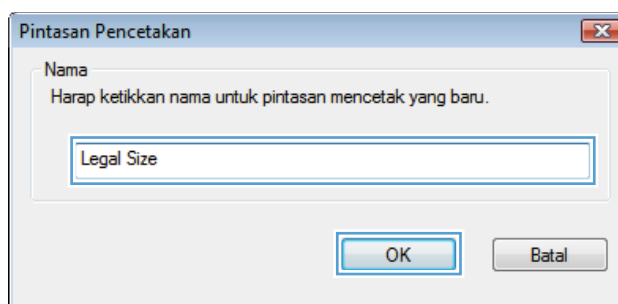 Pintasan Pencetakan
Nama
Harap ketikkan nama untuk pintasan mencetak yang baru.
Legal Size
OK
Batal